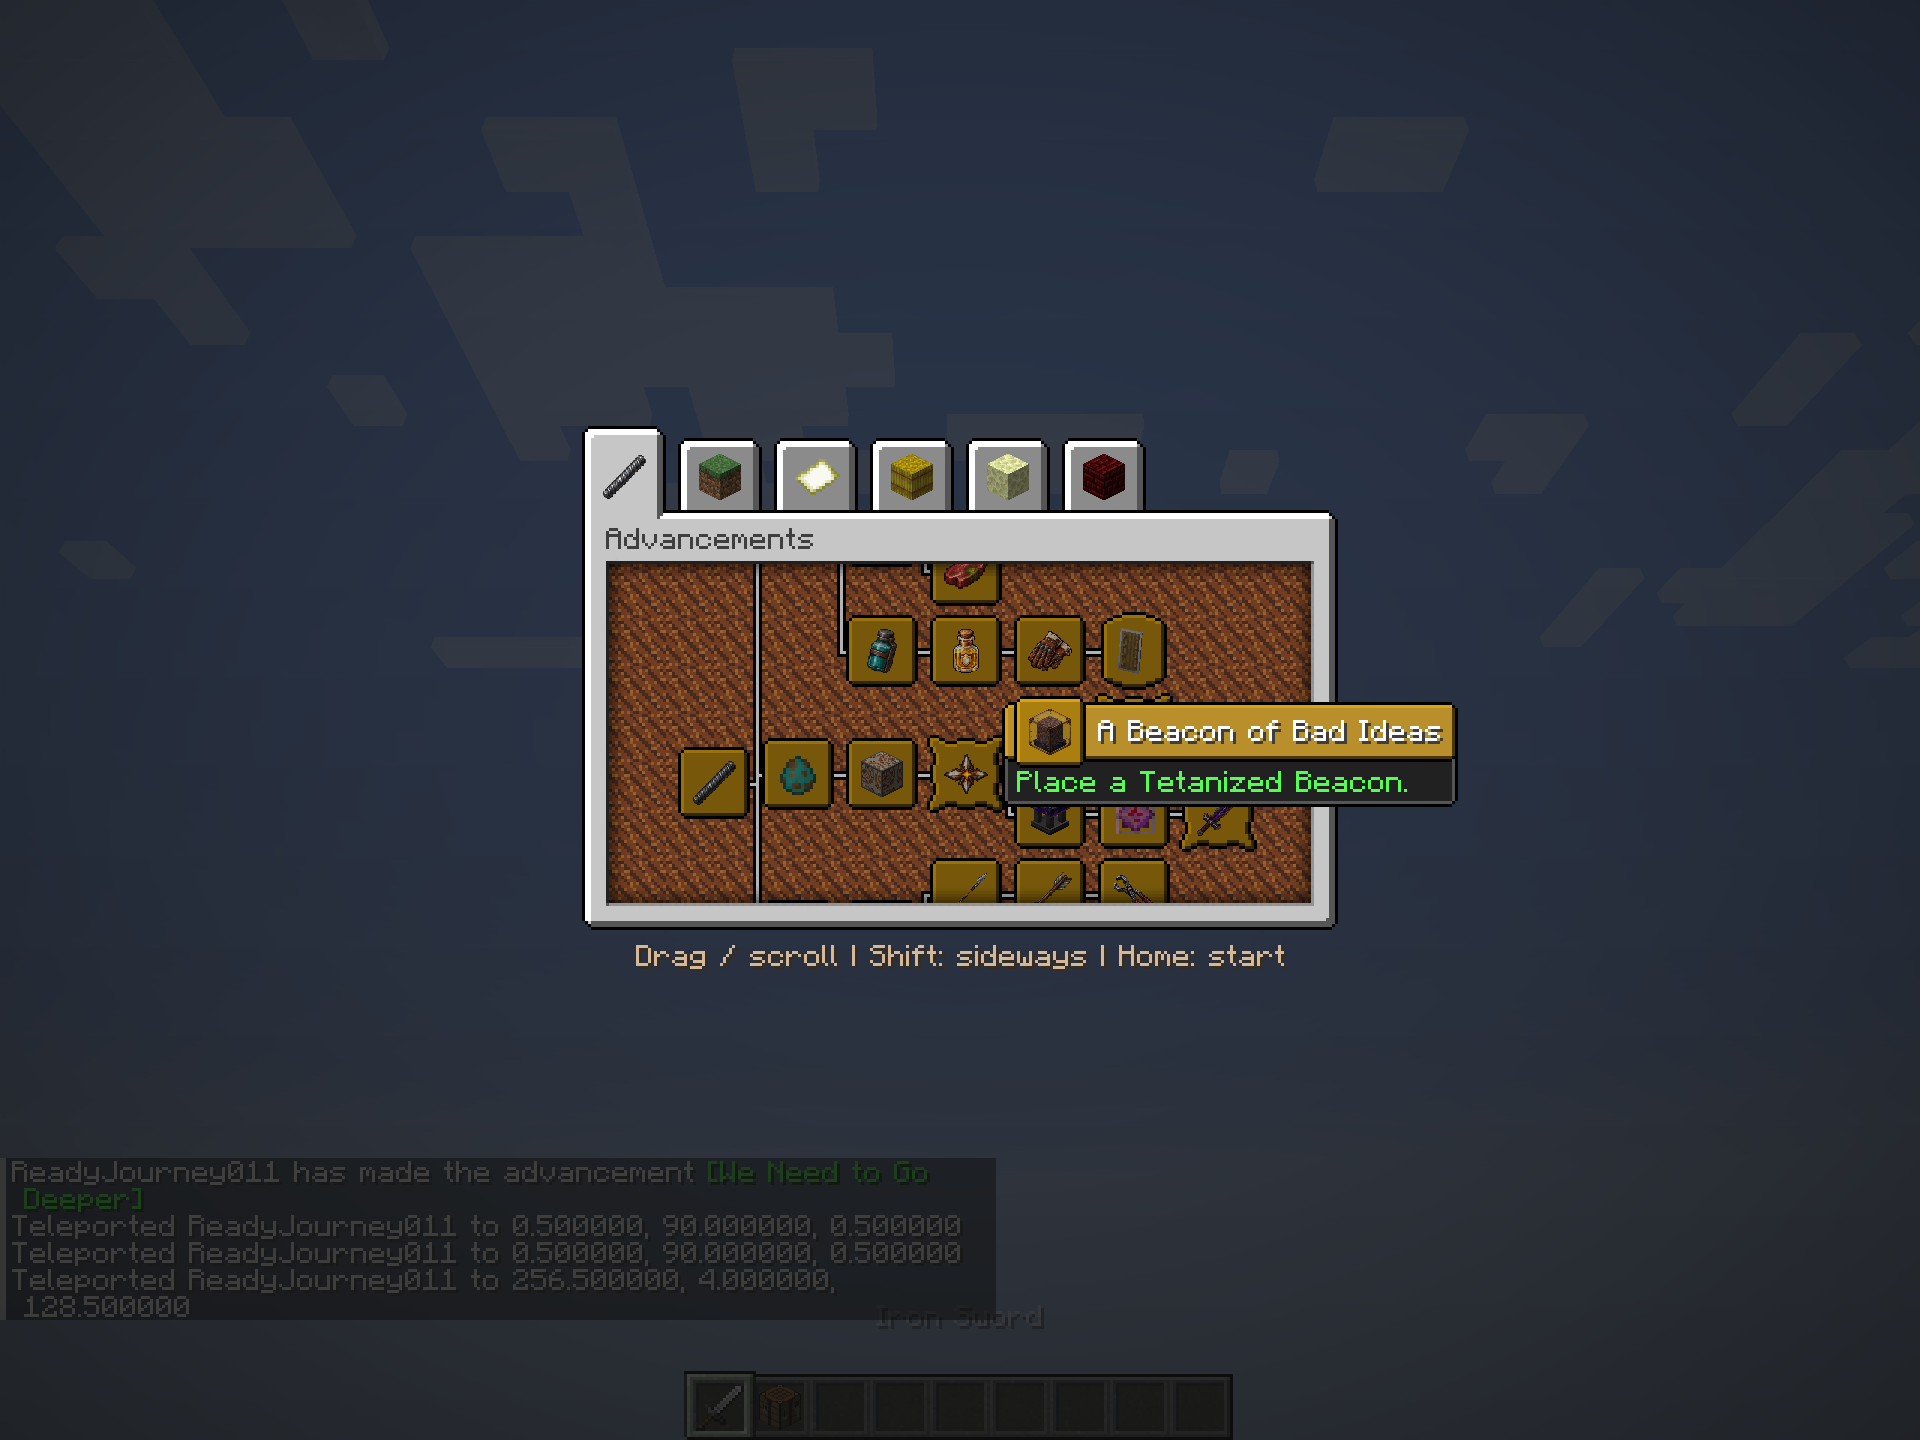 Advancements
A Beacon of Bad Ideas
Place a Tetanized Beacon.
Drag / scroll | Shift: sideways | Home: start
ReadyJourney011 has made the advancement [We Need to Go
Deeper]
Teleported ReadyJourney011 to 0.500000, 90.000000, 0.500000
Teleported ReadyJourney011 to 0.500000, 90.000000, 0.500000
Teleported ReadyJourney011 to 256.500000, 4.000000,
128.500000
Iron Sword